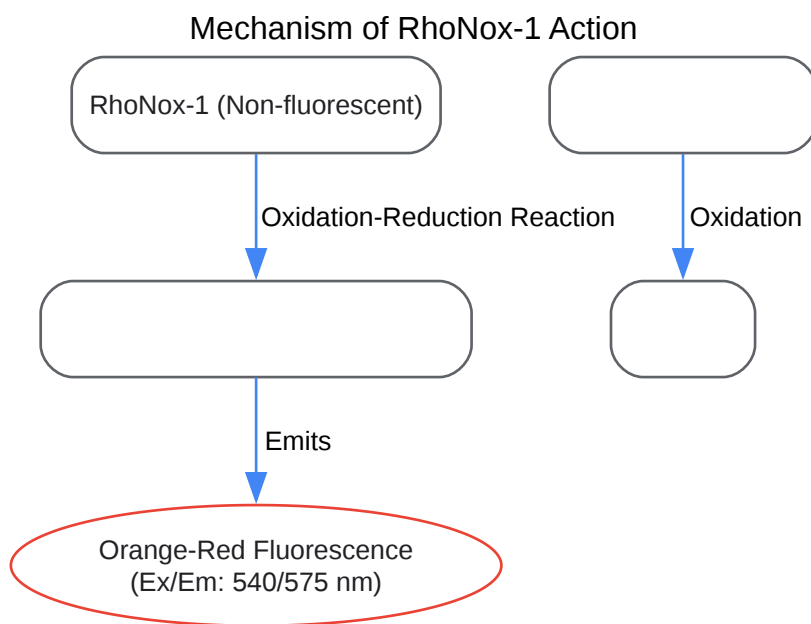 Mechanism of RhoNox-1 Action
RhoNox-1 (Non-fluorescent)
Oxidation-Reduction Reaction
Oxidation
Emits
Orange-Red Fluorescence
(Ex/Em: 540/575 nm)